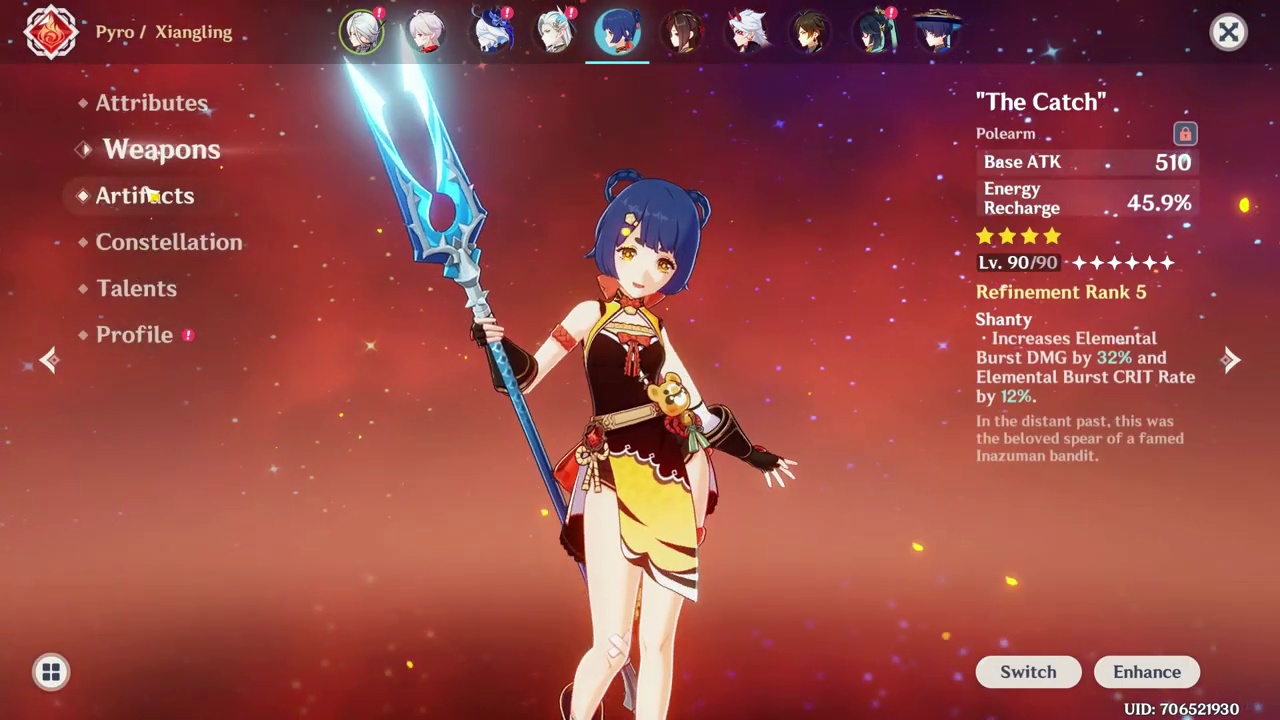 Pyro / Xiangling
Attributes
Weapons
Artifacts
Constellation
Talents
Profile
"The Catch"
Polearm
Base ATK 510
Energy
Recharge 45.9%
Lv. 90/90
Refinement Rank 5
Shanty
· Increases Elemental
Burst DMG by 32% and
Elemental Burst CRIT Rate
by 12%.
In the distant past, this was
the beloved spear of a famed
Inazuman bandit.
Switch
Enhance
UID: 706521930